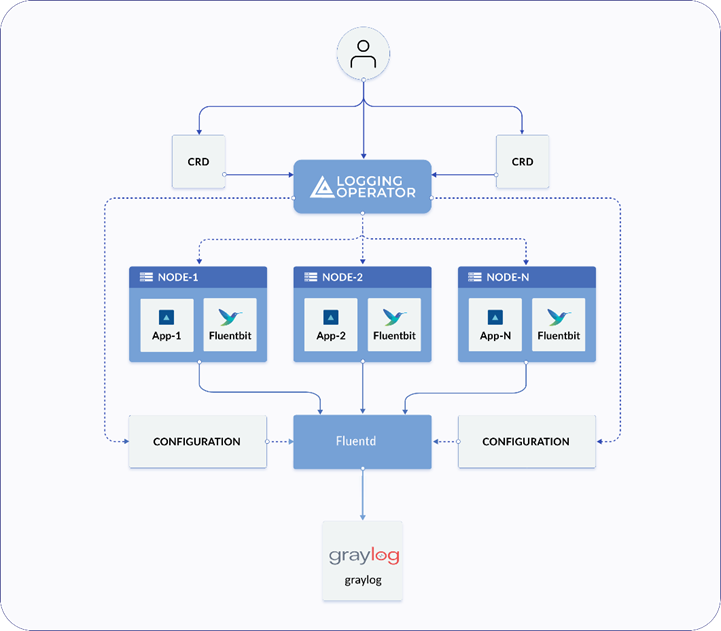 CRD
CRD
LOGGING
OPERATOR
NODE-1
NODE-2
NODE-N
App-1
Fluentbit
App-2
Fluentbit
App-N
Fluentbit
CONFIGURATION
Fluentd
CONFIGURATION
graylog
graylog